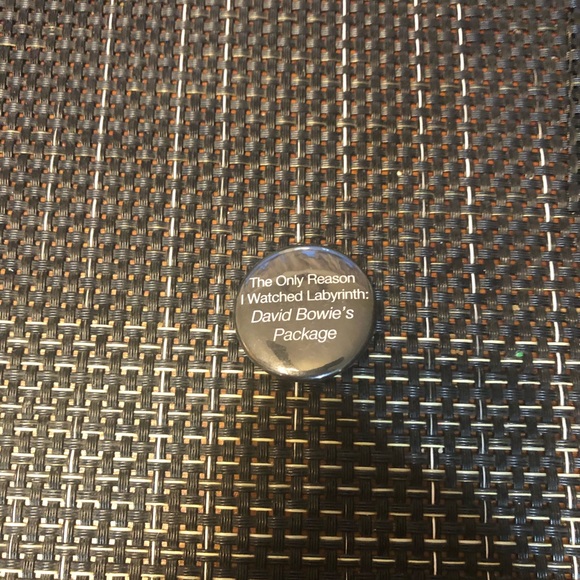 The Only Reason
I Watched Labyrinth:
David Bowie's
Package